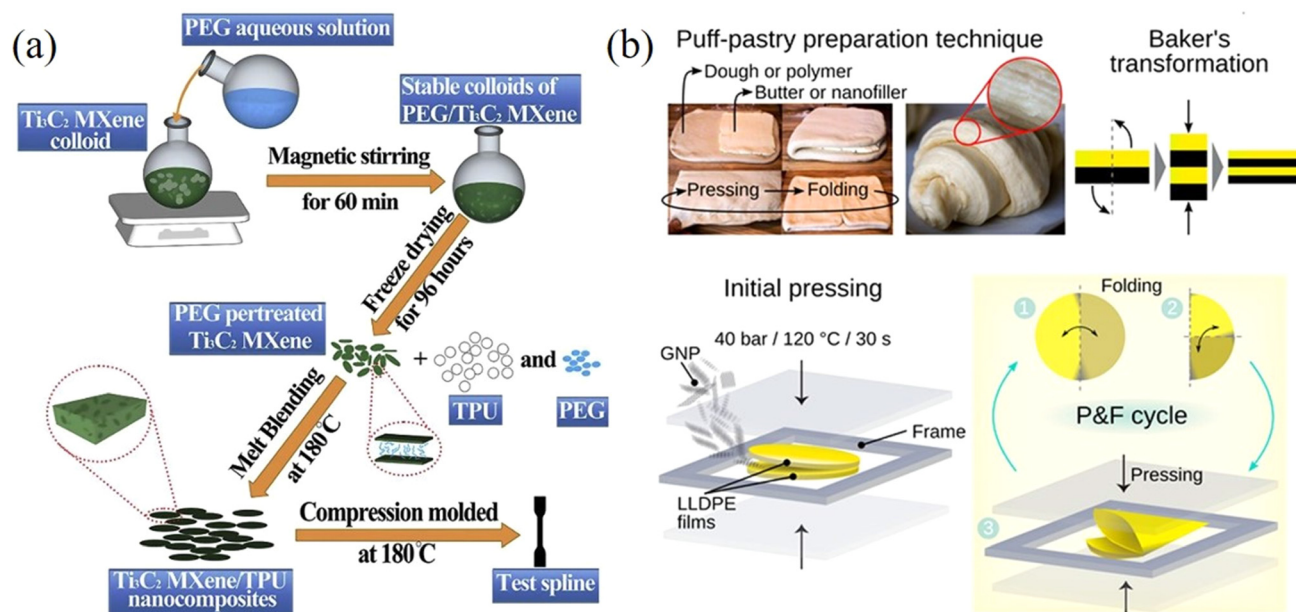 (a)
PEG aqueous solution
Ti₃C₂ MXene
colloid
Stable colloids of
PEG/Ti₃C₂ MXene
Magnetic stirring
for 60 min
Freeze drying
for 96 hours
PEG pertreated
Ti₃C₂ MXene
+
TPU
and
PEG
Melt Blending
at 180℃
Ti₃C₂ MXene/TPU
nanocomposites
Compression molded
at 180℃
Test spline
(b)
Puff-pastry preparation technique
Dough or polymer
Butter or nanofiller
Pressing
Folding
Baker's
transformation
Initial pressing
40 bar / 120 °C / 30 s
GNP
Frame
LLDPE
films
1
Folding
2
P&F cycle
Pressing
3